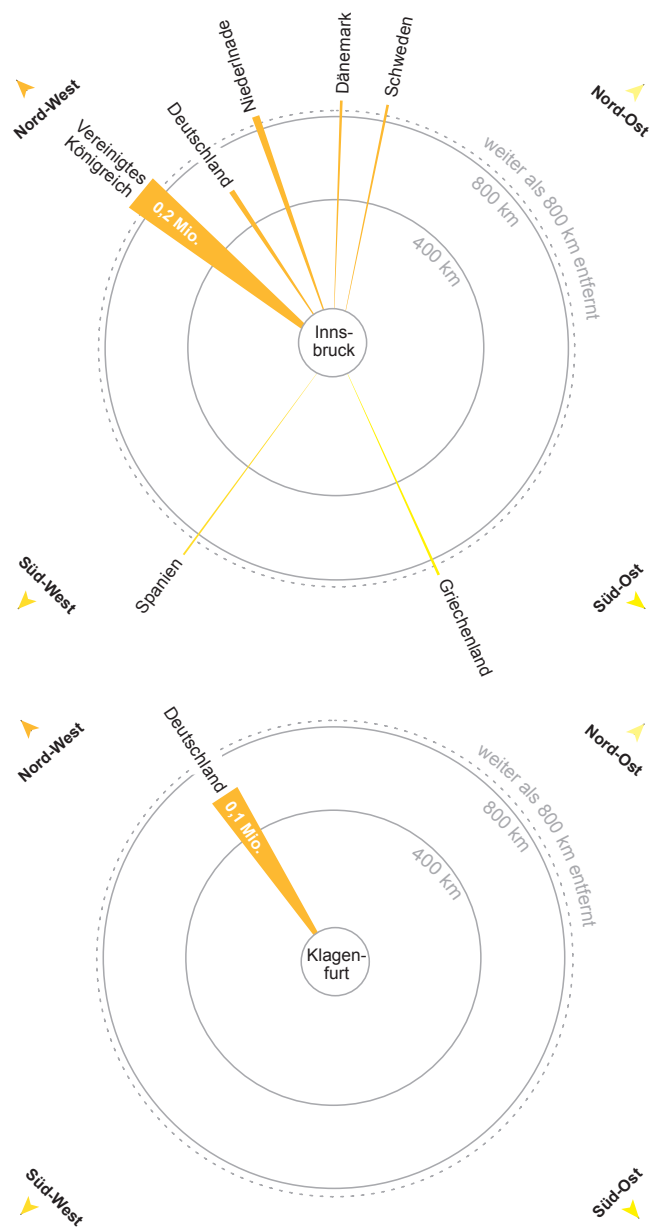 Nord-West
Vereinigtes
Königreich
0,2 Mio.
Deutschland
Niederlnade
Dänemark
Schweden
Nord-Ost
weiter als 800 km entfernt
800 km
400 km
Inns-
bruck
Spanien
Griechenland
Süd-West
Süd-Ost
Nord-West
Deutschland
0,1 Mio.
Nord-Ost
weiter als 800 km entfernt
800 km
400 km
Klagen-
furt
Süd-West
Süd-Ost